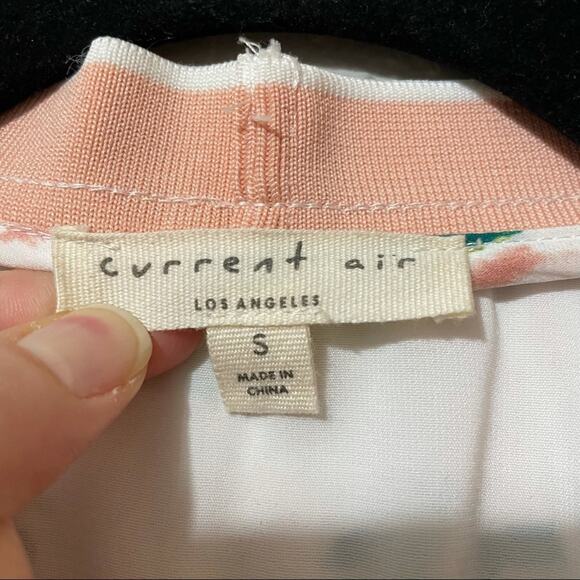 current air
LOS ANGELES
S
MADE IN
CHINA